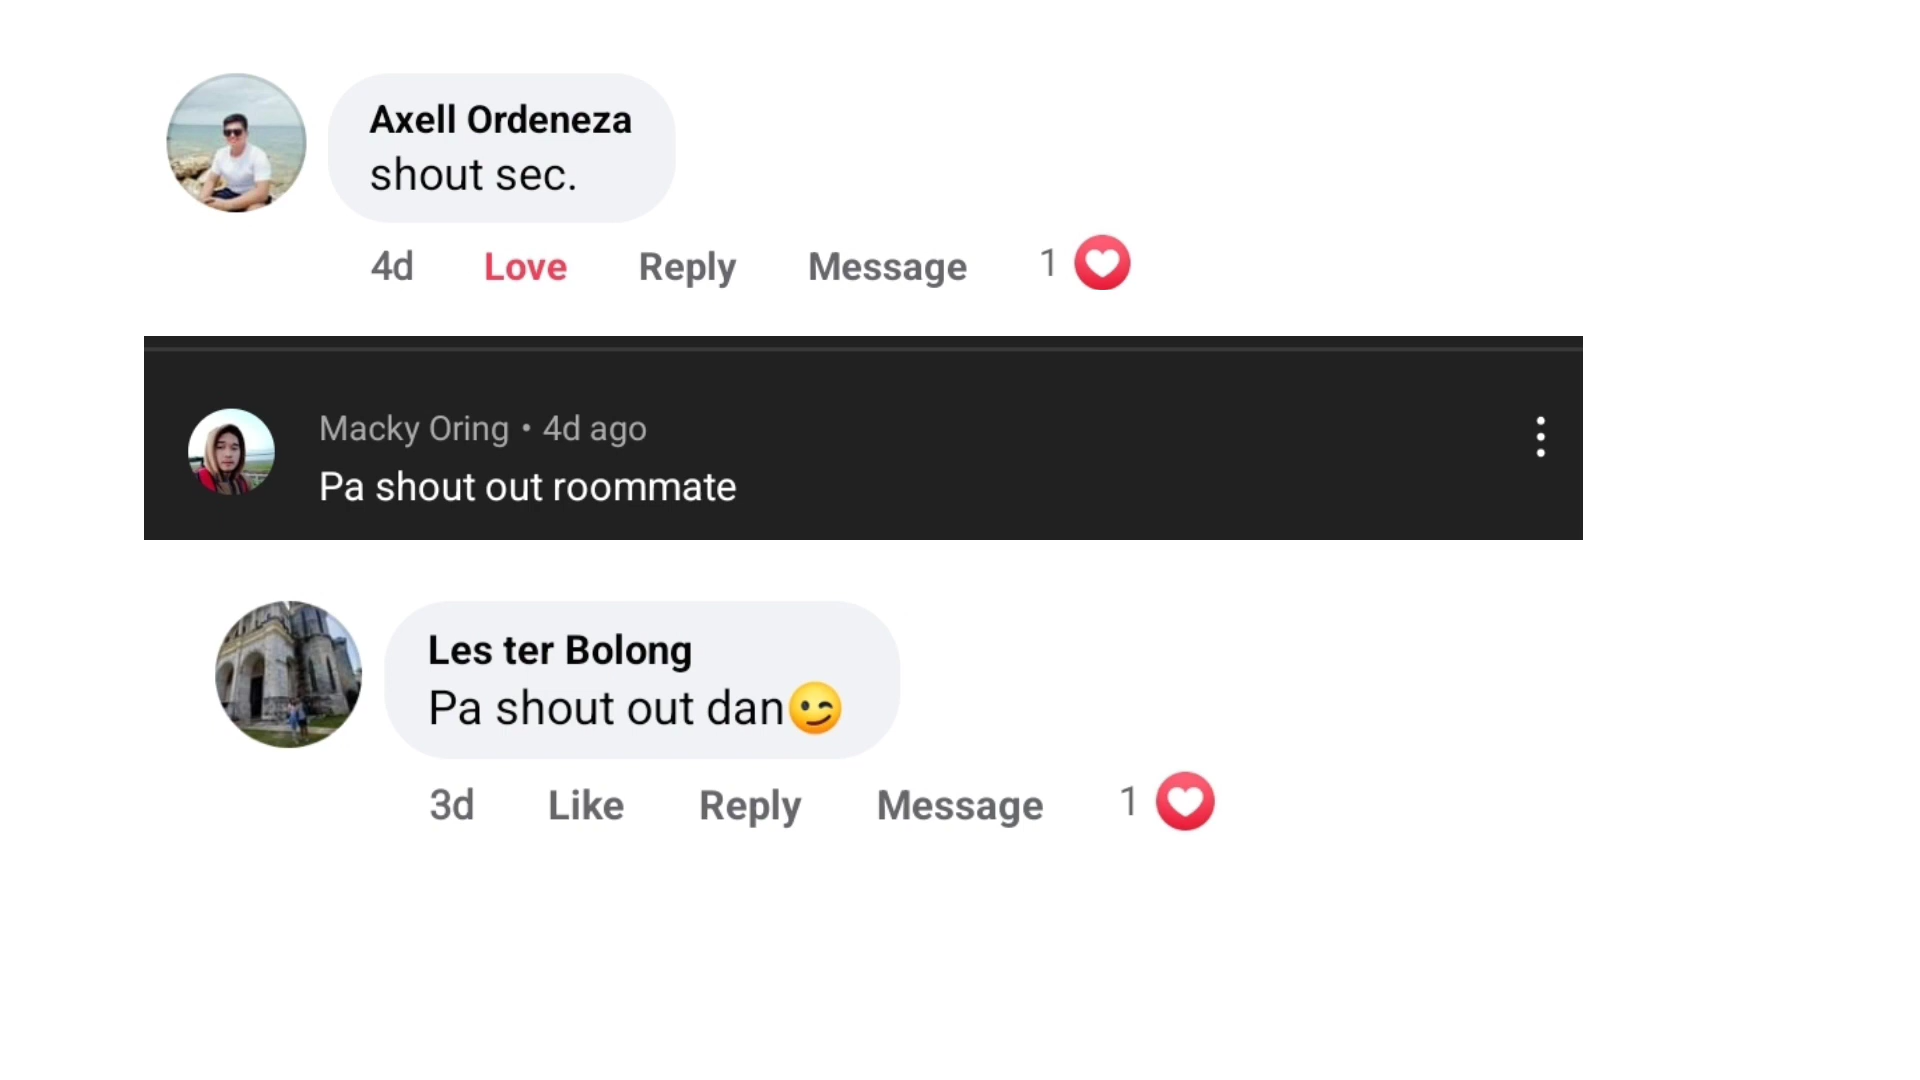 Axell Ordeneza
shout sec.
4d Love Reply Message 1
Macky Oring • 4d ago
Pa shout out roommate
Les ter Bolong
Pa shout out dan😉
3d Like Reply Message 1